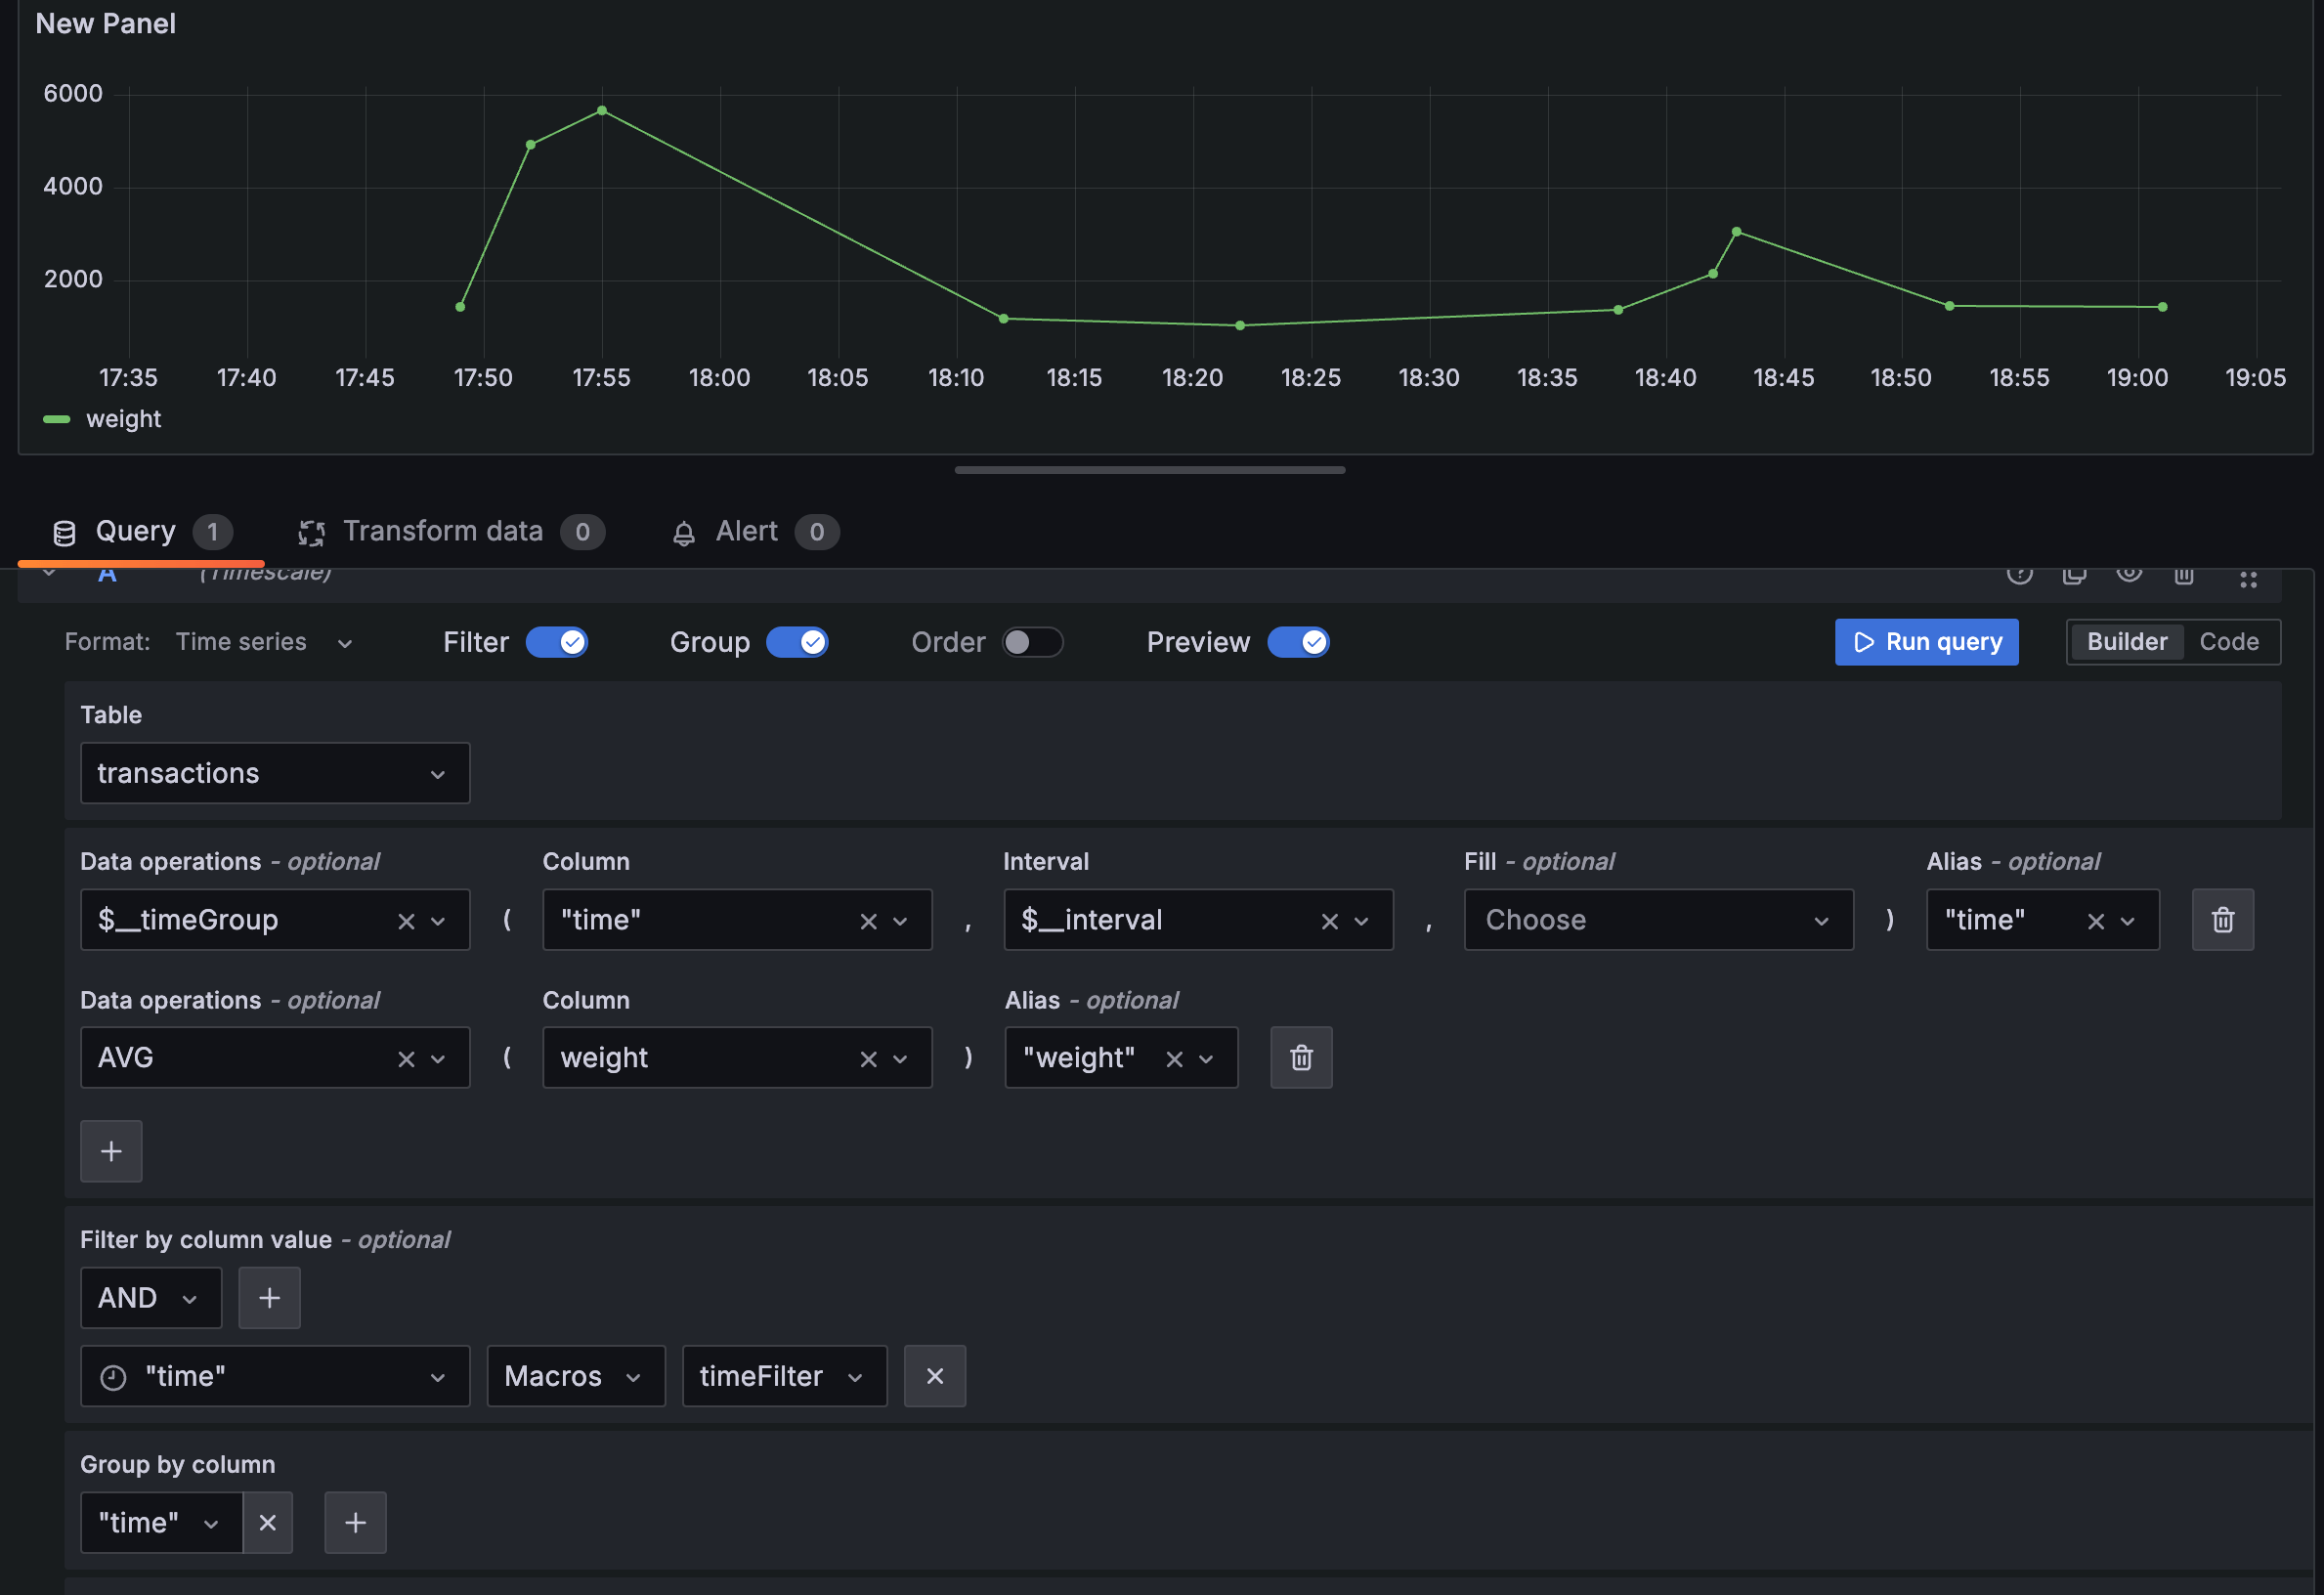 New Panel
6000
4000
2000
17:35 17:40 17:45 17:50 17:55 18:00 18:05 18:10 18:15 18:20 18:25 18:30 18:35 18:40 18:45 18:50 18:55 19:00 19:05
weight
Query 1 Transform data 0 Alert 0
A (Timescale)
Format: Time series Filter Group Order Preview Run query Builder Code
Table
transactions
Data operations - optional Column Interval Fill - optional Alias - optional
$__timeGroup ( "time" , $__interval , Choose ) "time"
Data operations - optional Column Alias - optional
AVG ( weight ) "weight"
Filter by column value - optional
AND
"time" Macros timeFilter
Group by column
"time"